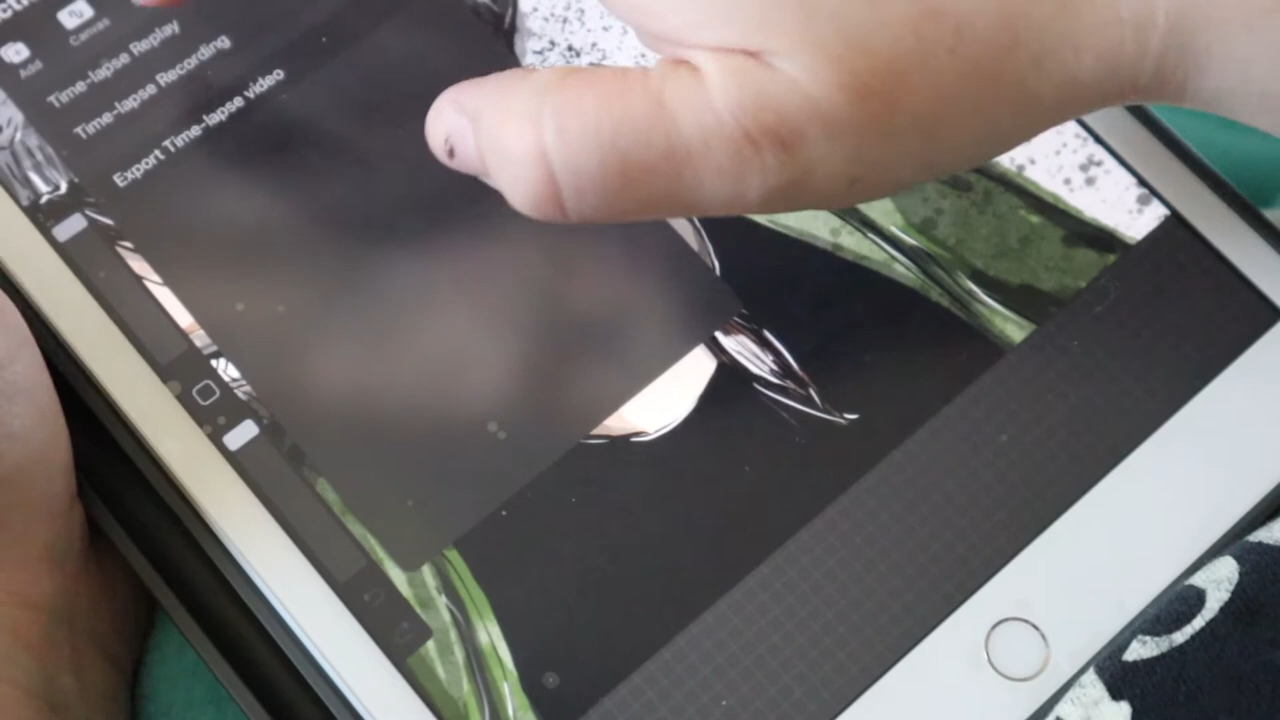 Canvas
Add
Time-lapse Replay
Time-lapse Recording
Export Time-lapse video